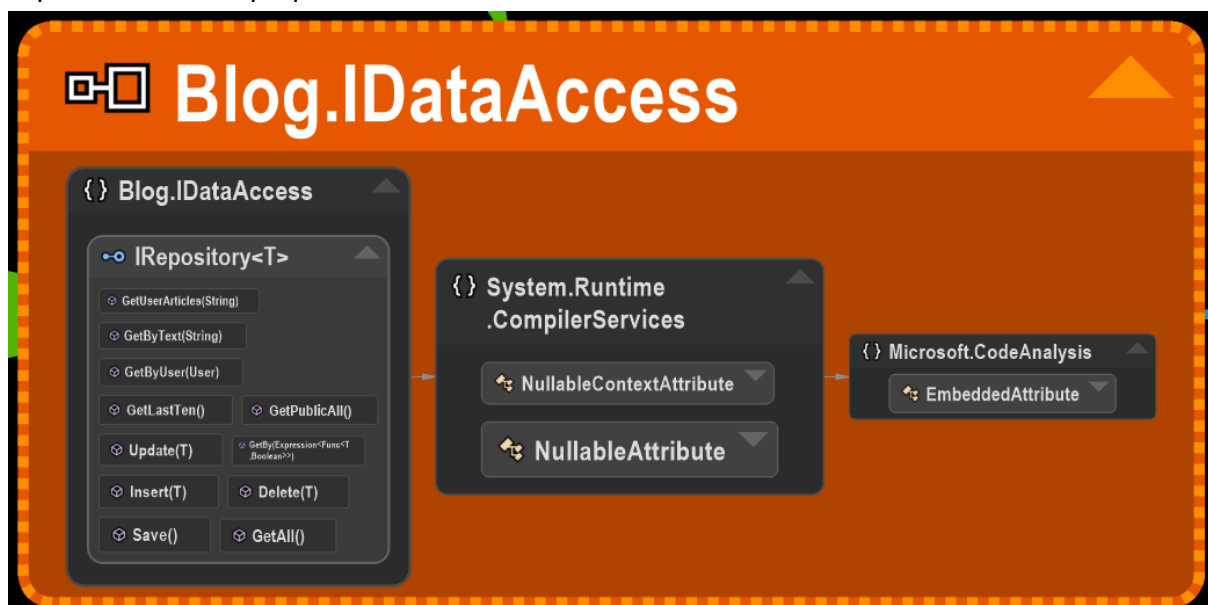 Blog.IDataAccess
{} Blog.IDataAccess
IRepository<T>
GetUserArticles(String)
GetByText(String)
GetByUser(User)
GetLastTen()
GetPublicAll()
Update(T)
GetBy(Expression<Func<T
,Boolean>>)
Insert(T)
Delete(T)
Save()
GetAll()
{} System.Runtime
.CompilerServices
NullableContextAttribute
NullableAttribute
{} Microsoft.CodeAnalysis
EmbeddedAttribute